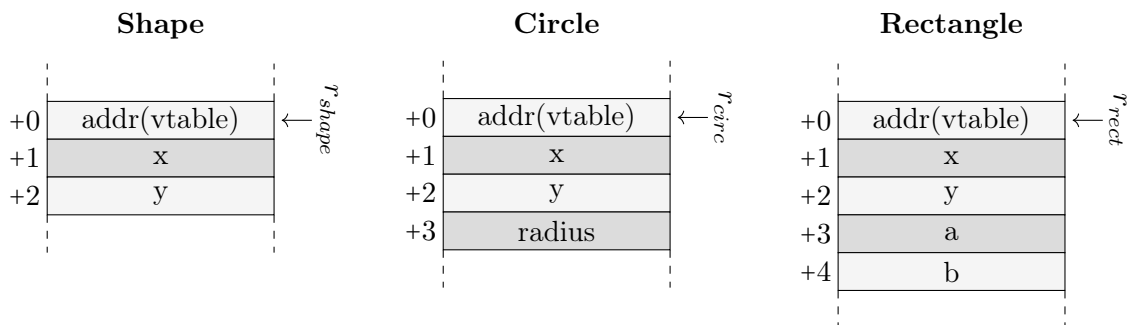 Shape
+0 addr(vtable) r_shape
+1 x
+2 y
Circle
+0 addr(vtable) r_circ
+1 x
+2 y
+3 radius
Rectangle
+0 addr(vtable) r_rect
+1 x
+2 y
+3 a
+4 b